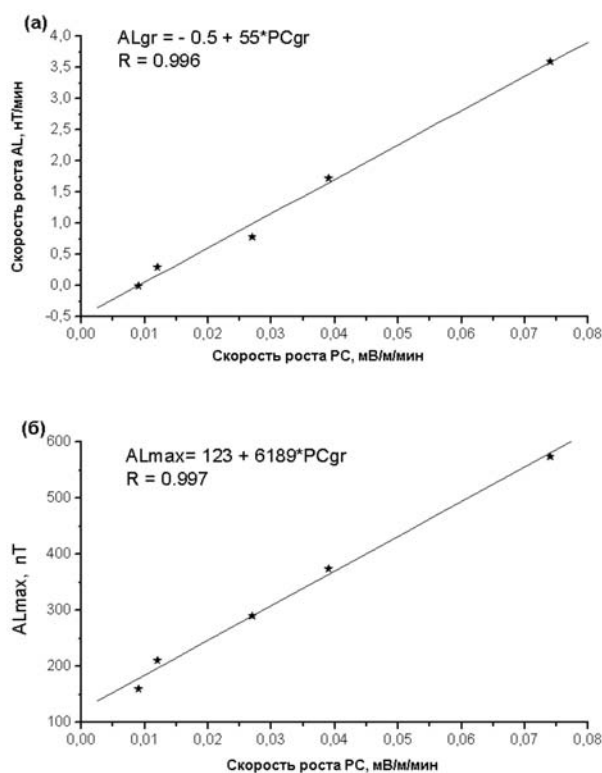 (а)
ALgr = - 0.5 + 55*PCgr
R = 0.996
Скорость роста AL, нТ/мин
4,0
3,5
3,0
2,5
2,0
1,5
1,0
0,5
0,0
-0,5
0,00 0,01 0,02 0,03 0,04 0,05 0,06 0,07 0,08
Скорость роста PC, мВ/м/мин
(б)
ALmax= 123 + 6189*PCgr
R = 0.997
ALmax, nT
600
500
400
300
200
100
0,00 0,01 0,02 0,03 0,04 0,05 0,06 0,07 0,08
Скорость роста PC, мВ/м/мин